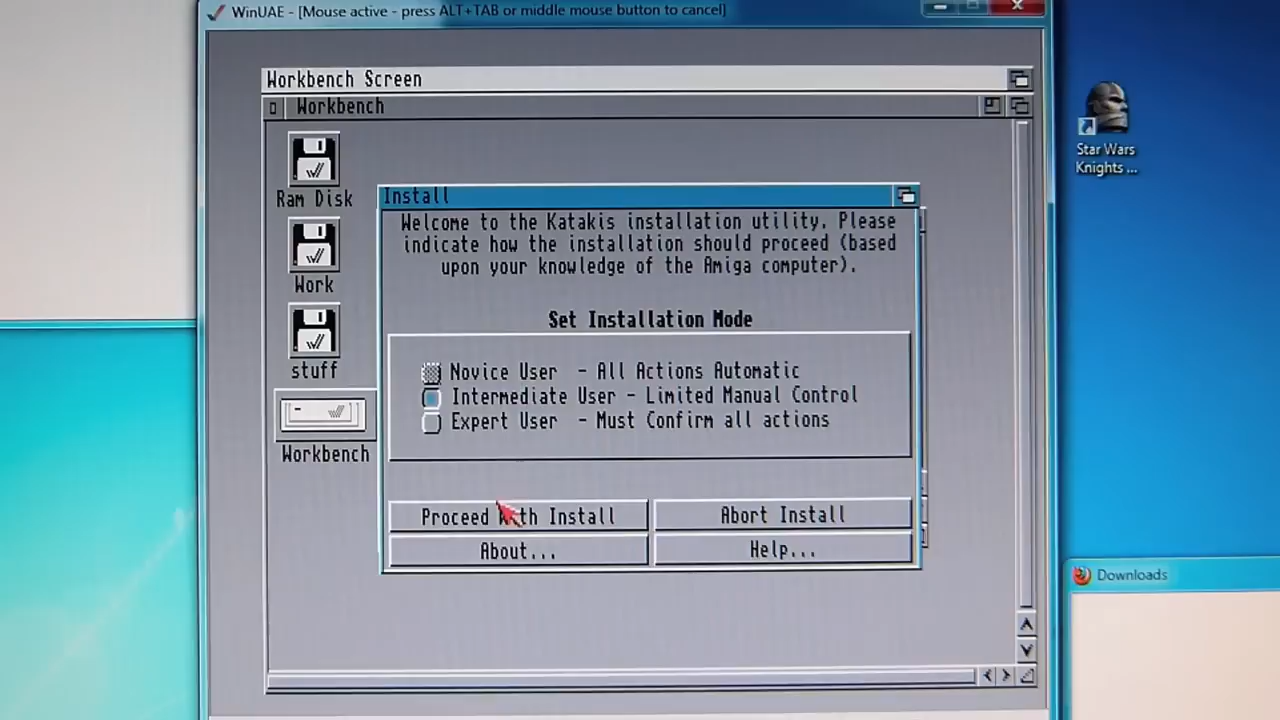 WinUAE - [Mouse active - press ALT+TAB or middle mouse button to cancel]
Workbench Screen
Workbench
Ram Disk
Work
stuff
Workbench
Install
Welcome to the Katakis installation utility. Please
indicate how the installation should proceed (based
upon your knowledge of the Amiga computer).
Set Installation Mode
Novice User - All Actions Automatic
Intermediate User - Limited Manual Control
Expert User - Must Confirm all actions
Proceed With Install
Abort Install
About...
Help...
Star Wars
Knights ...
Downloads